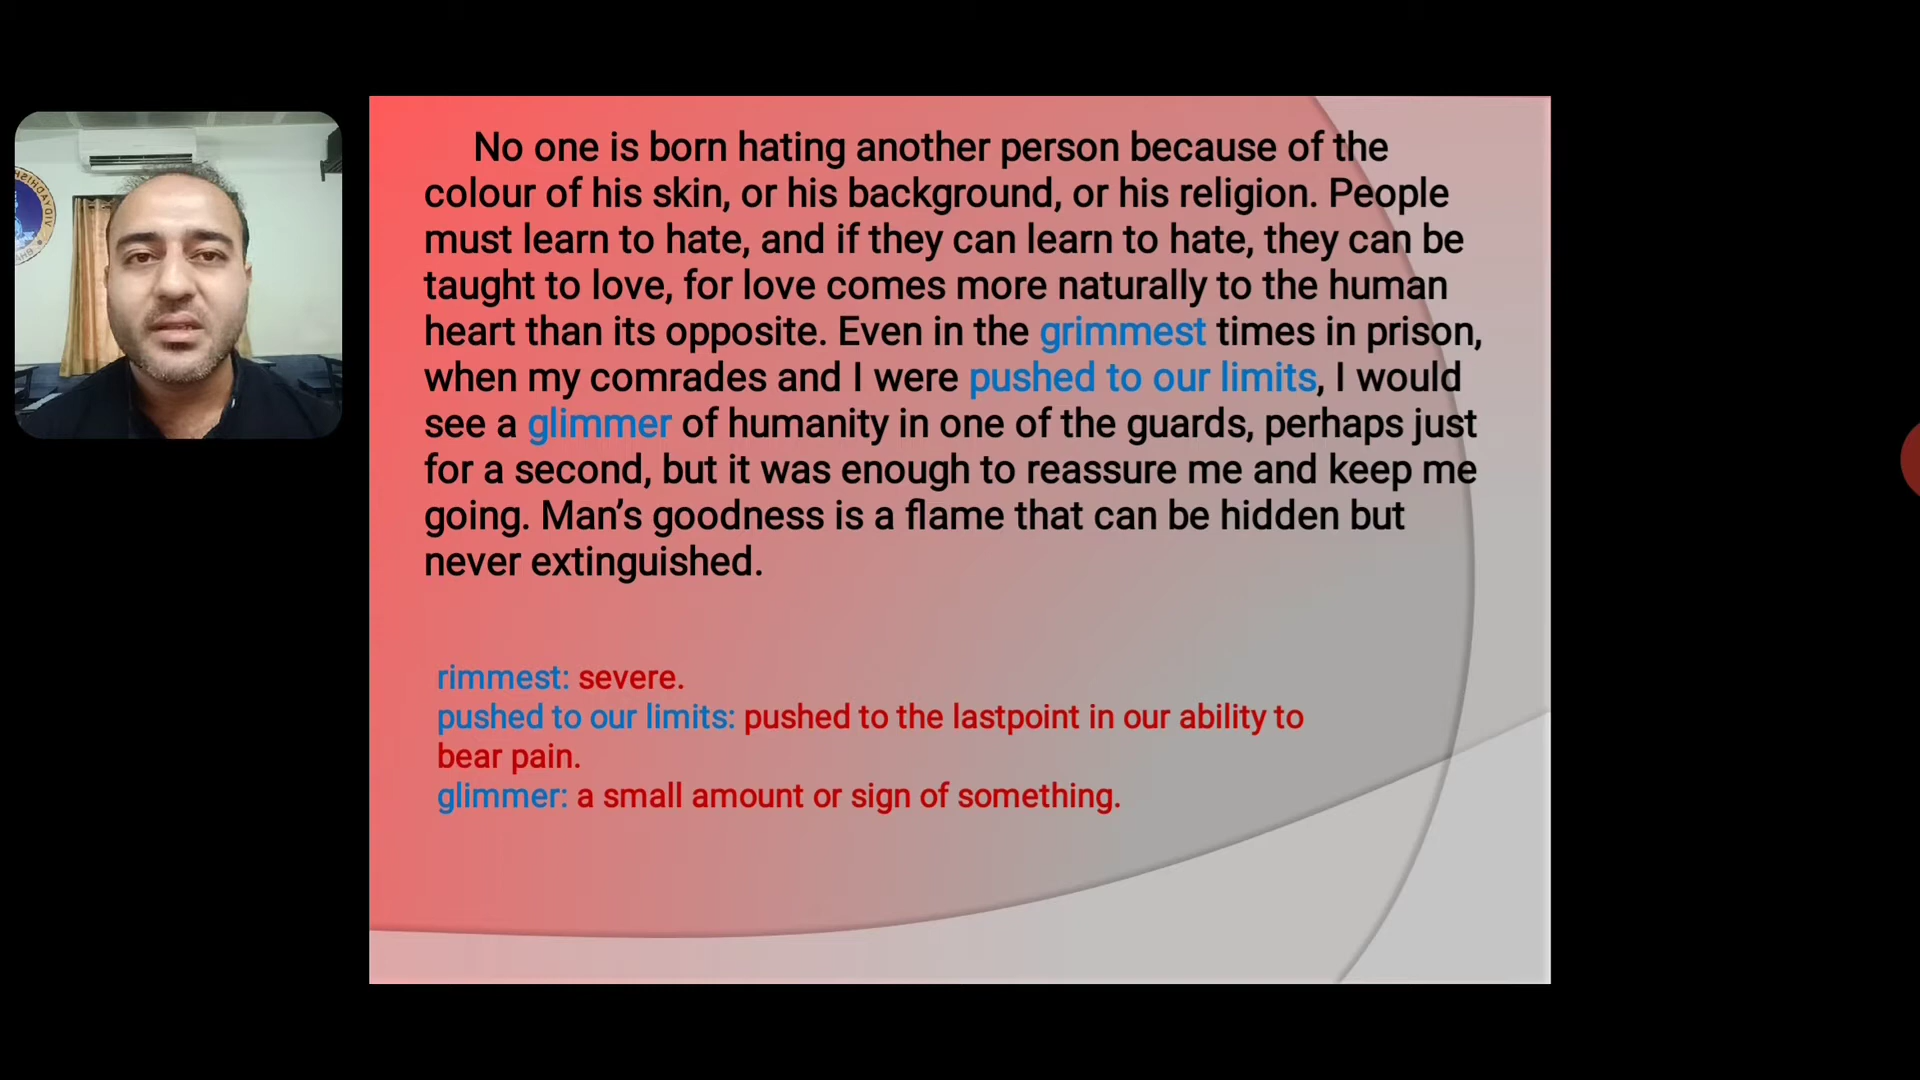 No one is born hating another person because of the
colour of his skin, or his background, or his religion. People
must learn to hate, and if they can learn to hate, they can be
taught to love, for love comes more naturally to the human
heart than its opposite. Even in the grimmest times in prison,
when my comrades and I were pushed to our limits, I would
see a glimmer of humanity in one of the guards, perhaps just
for a second, but it was enough to reassure me and keep me
going. Man’s goodness is a flame that can be hidden but
never extinguished.
rimmest: severe.
pushed to our limits: pushed to the lastpoint in our ability to
bear pain.
glimmer: a small amount or sign of something.